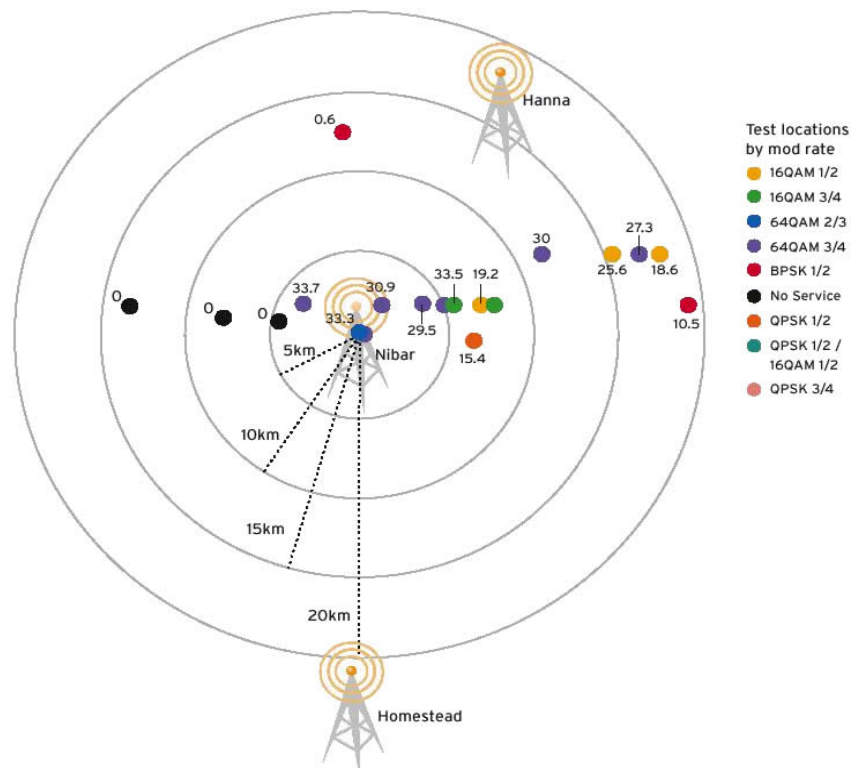 Hanna
0.6
Test locations
by mod rate
16QAM 1/2
16QAM 3/4
64QAM 2/3
64QAM 3/4
BPSK 1/2
No Service
QPSK 1/2
QPSK 1/2 /
16QAM 1/2
QPSK 3/4
30
27.3
25.6
18.6
33.5
19.2
33.7
30.9
0
0
0
33.3
29.5
10.5
15.4
Nibar
5km
10km
15km
20km
Homestead